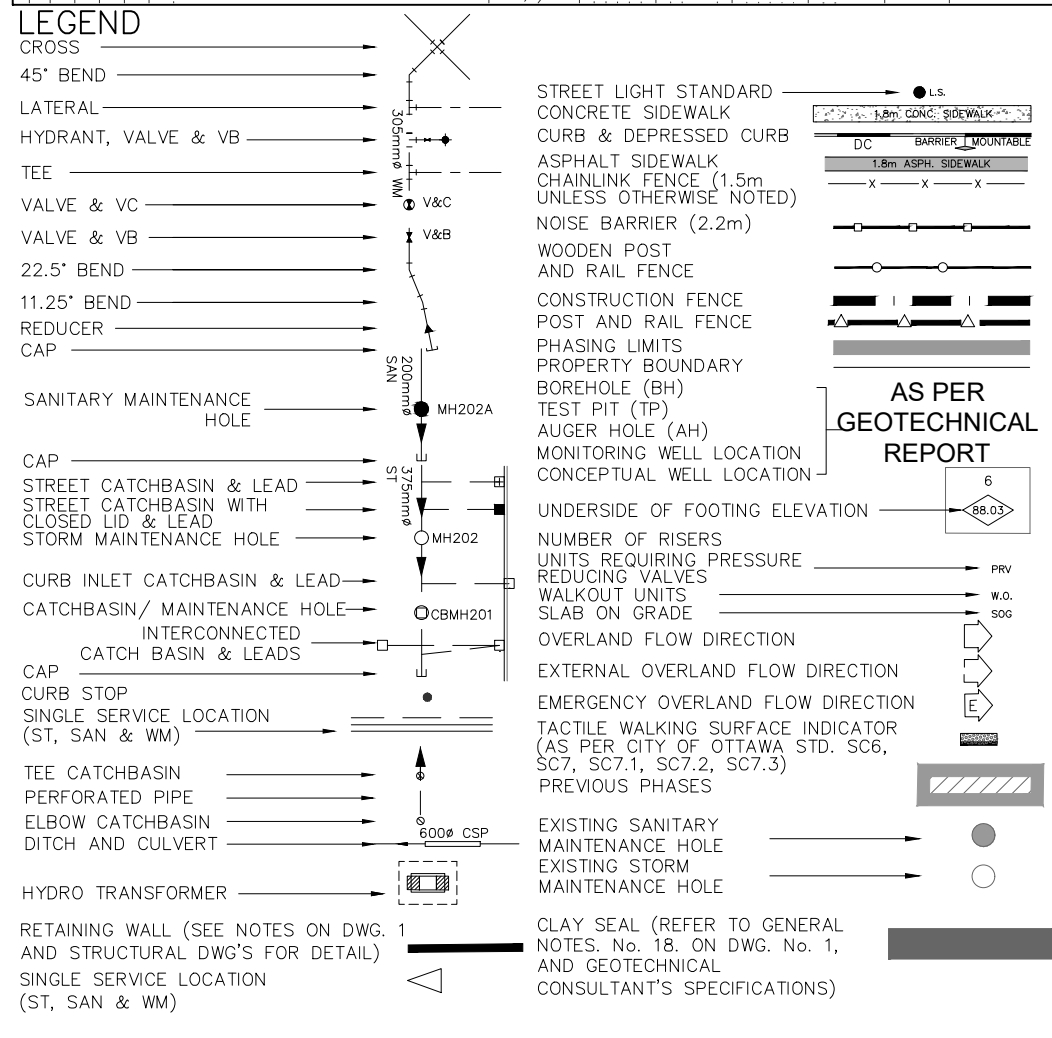 LEGEND
CROSS
45° BEND
LATERAL
HYDRANT, VALVE & VB
TEE
VALVE & VC
VALVE & VB
22.5° BEND
11.25° BEND
REDUCER
CAP
SANITARY MAINTENANCE
HOLE
CAP
STREET CATCHBASIN & LEAD
STREET CATCHBASIN WITH
CLOSED LID & LEAD
STORM MAINTENANCE HOLE
CURB INLET CATCHBASIN & LEAD
CATCHBASIN/ MAINTENANCE HOLE
INTERCONNECTED
CATCH BASIN & LEADS
CAP
CURB STOP
SINGLE SERVICE LOCATION
(ST, SAN & WM)
TEE CATCHBASIN
PERFORATED PIPE
ELBOW CATCHBASIN
DITCH AND CULVERT
HYDRO TRANSFORMER
RETAINING WALL (SEE NOTES ON DWG. 1
AND STRUCTURAL DWG'S FOR DETAIL)
SINGLE SERVICE LOCATION
(ST, SAN & WM)
305mmø WM
V&C
V&B
200mmø
SAN
MH202A
375mmø
ST
MH202
CBMH201
600ø CSP
STREET LIGHT STANDARD
L.S.
CONCRETE SIDEWALK
1.8m CONC. SIDEWALK
CURB & DEPRESSED CURB
DC
BARRIER
MOUNTABLE
ASPHALT SIDEWALK
1.8m ASPH. SIDEWALK
CHAINLINK FENCE (1.5m
UNLESS OTHERWISE NOTED)
X X X
NOISE BARRIER (2.2m)
WOODEN POST
AND RAIL FENCE
CONSTRUCTION FENCE
POST AND RAIL FENCE
PHASING LIMITS
PROPERTY BOUNDARY
BOREHOLE (BH)
TEST PIT (TP)
AUGER HOLE (AH)
MONITORING WELL LOCATION
CONCEPTUAL WELL LOCATION
AS PER
GEOTECHNICAL
REPORT
6
UNDERSIDE OF FOOTING ELEVATION
88.03
NUMBER OF RISERS
UNITS REQUIRING PRESSURE
REDUCING VALVES
PRV
WALKOUT UNITS
W.O.
SLAB ON GRADE
SOG
OVERLAND FLOW DIRECTION
EXTERNAL OVERLAND FLOW DIRECTION
EMERGENCY OVERLAND FLOW DIRECTION
E
TACTILE WALKING SURFACE INDICATOR
(AS PER CITY OF OTTAWA STD. SC6,
SC7, SC7.1, SC7.2, SC7.3)
PREVIOUS PHASES
EXISTING SANITARY
MAINTENANCE HOLE
EXISTING STORM
MAINTENANCE HOLE
CLAY SEAL (REFER TO GENERAL
NOTES. No. 18. ON DWG. No. 1,
AND GEOTECHNICAL
CONSULTANT'S SPECIFICATIONS)